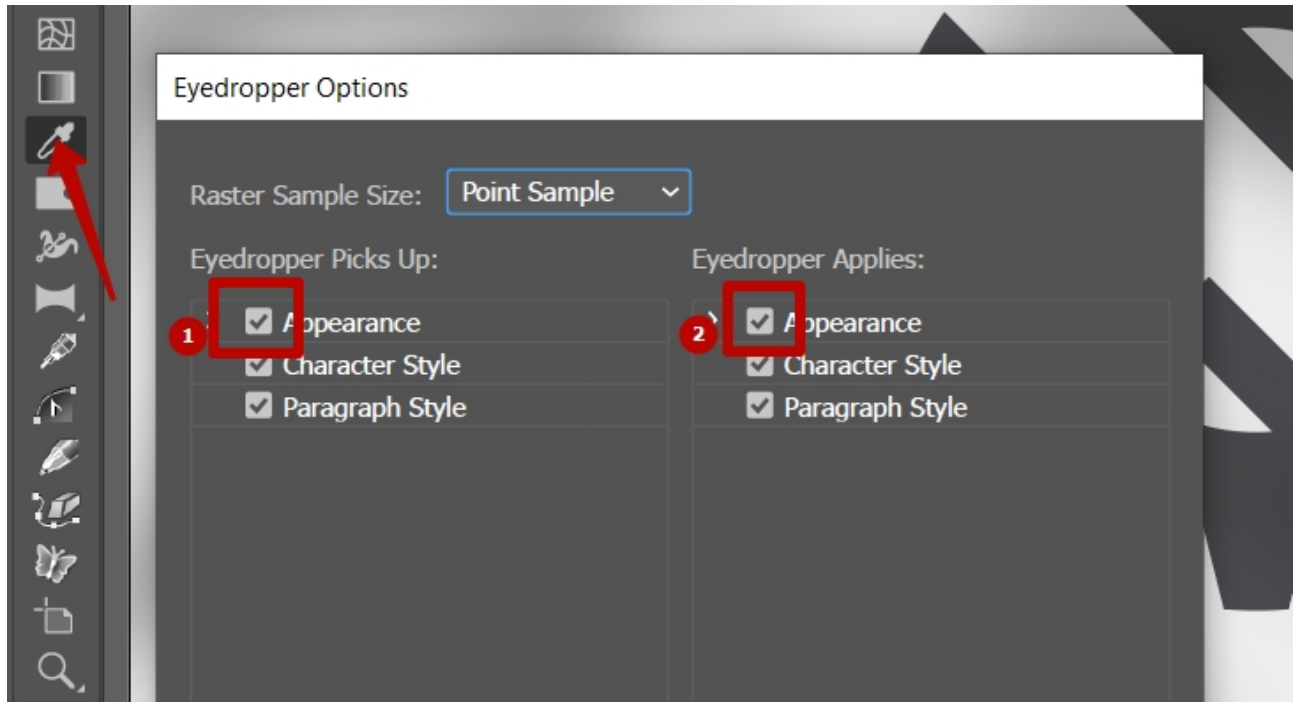 Eyedropper Options
Raster Sample Size: Point Sample
Eyedropper Picks Up:
Eyedropper Applies:
1
Appearance
2
Appearance
Character Style
Character Style
Paragraph Style
Paragraph Style